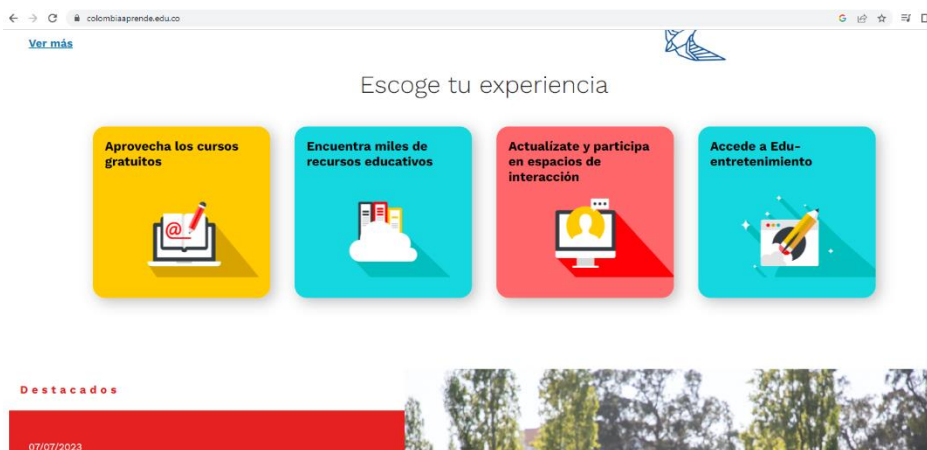 colombiaaprende.edu.co
Ver más
Escoge tu experiencia
Aprovecha los cursos
gratuitos
@
Encuentra miles de
recursos educativos
Actualízate y participa
en espacios de
interacción
Accede a Edu-
entretenimiento
Destacados
07/07/2023